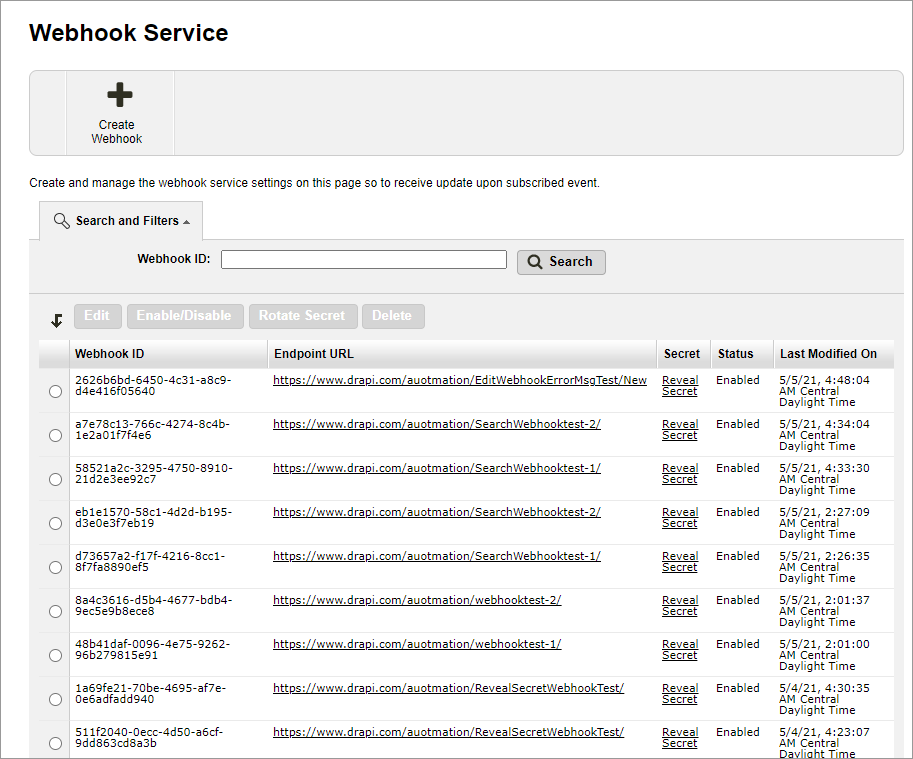 Webhook Service
Create
Webhook
Create and manage the webhook service settings on this page so to receive update upon subscribed event.
Search and Filters
Webhook ID:
Search
Edit Enable/Disable Rotate Secret Delete
Webhook ID Endpoint URL Secret Status Last Modified On
2626b6bd-6450-4c31-a8c9- https://www.drapi.com/auotmation/EditWebhookErrorMsgTest/New Reveal Enabled 5/5/21, 4:48:04
d4e416f05640 Secret AM Central
Daylight Time
a7e78c13-766c-4274-8c4b- https://www.drapi.com/auotmation/SearchWebhooktest-2/ Reveal Enabled 5/5/21, 4:34:04
1e2a01f7f4e6 Secret AM Central
Daylight Time
58521a2c-3295-4750-8910- https://www.drapi.com/auotmation/SearchWebhooktest-1/ Reveal Enabled 5/5/21, 4:33:30
21d2e3ee92c7 Secret AM Central
Daylight Time
eb1e1570-58c1-4d2d-b195- https://www.drapi.com/auotmation/SearchWebhooktest-2/ Reveal Enabled 5/5/21, 2:27:09
d3e0e3f7eb19 Secret AM Central
Daylight Time
d73657a2-f17f-4216-8cc1- https://www.drapi.com/auotmation/SearchWebhooktest-1/ Reveal Enabled 5/5/21, 2:26:35
8f7fa8890ef5 Secret AM Central
Daylight Time
8a4c3616-d5b4-4677-bdb4- https://www.drapi.com/auotmation/webhooktest-2/ Reveal Enabled 5/5/21, 2:01:37
9ec5e9b8ece8 Secret AM Central
Daylight Time
48b41daf-0096-4e75-9262- https://www.drapi.com/auotmation/webhooktest-1/ Reveal Enabled 5/5/21, 2:01:00
96b279815e91 Secret AM Central
Daylight Time
1a69fe21-70be-4695-af7e- https://www.drapi.com/auotmation/RevealSecretWebhookTest/ Reveal Enabled 5/4/21, 4:30:35
0e6adfadd940 Secret AM Central
Daylight Time
511f2040-0ecc-4d50-a6cf- https://www.drapi.com/auotmation/RevealSecretWebhookTest/ Reveal Enabled 5/4/21, 4:23:07
9dd863cd8a3b Secret AM Central
Daylight Time